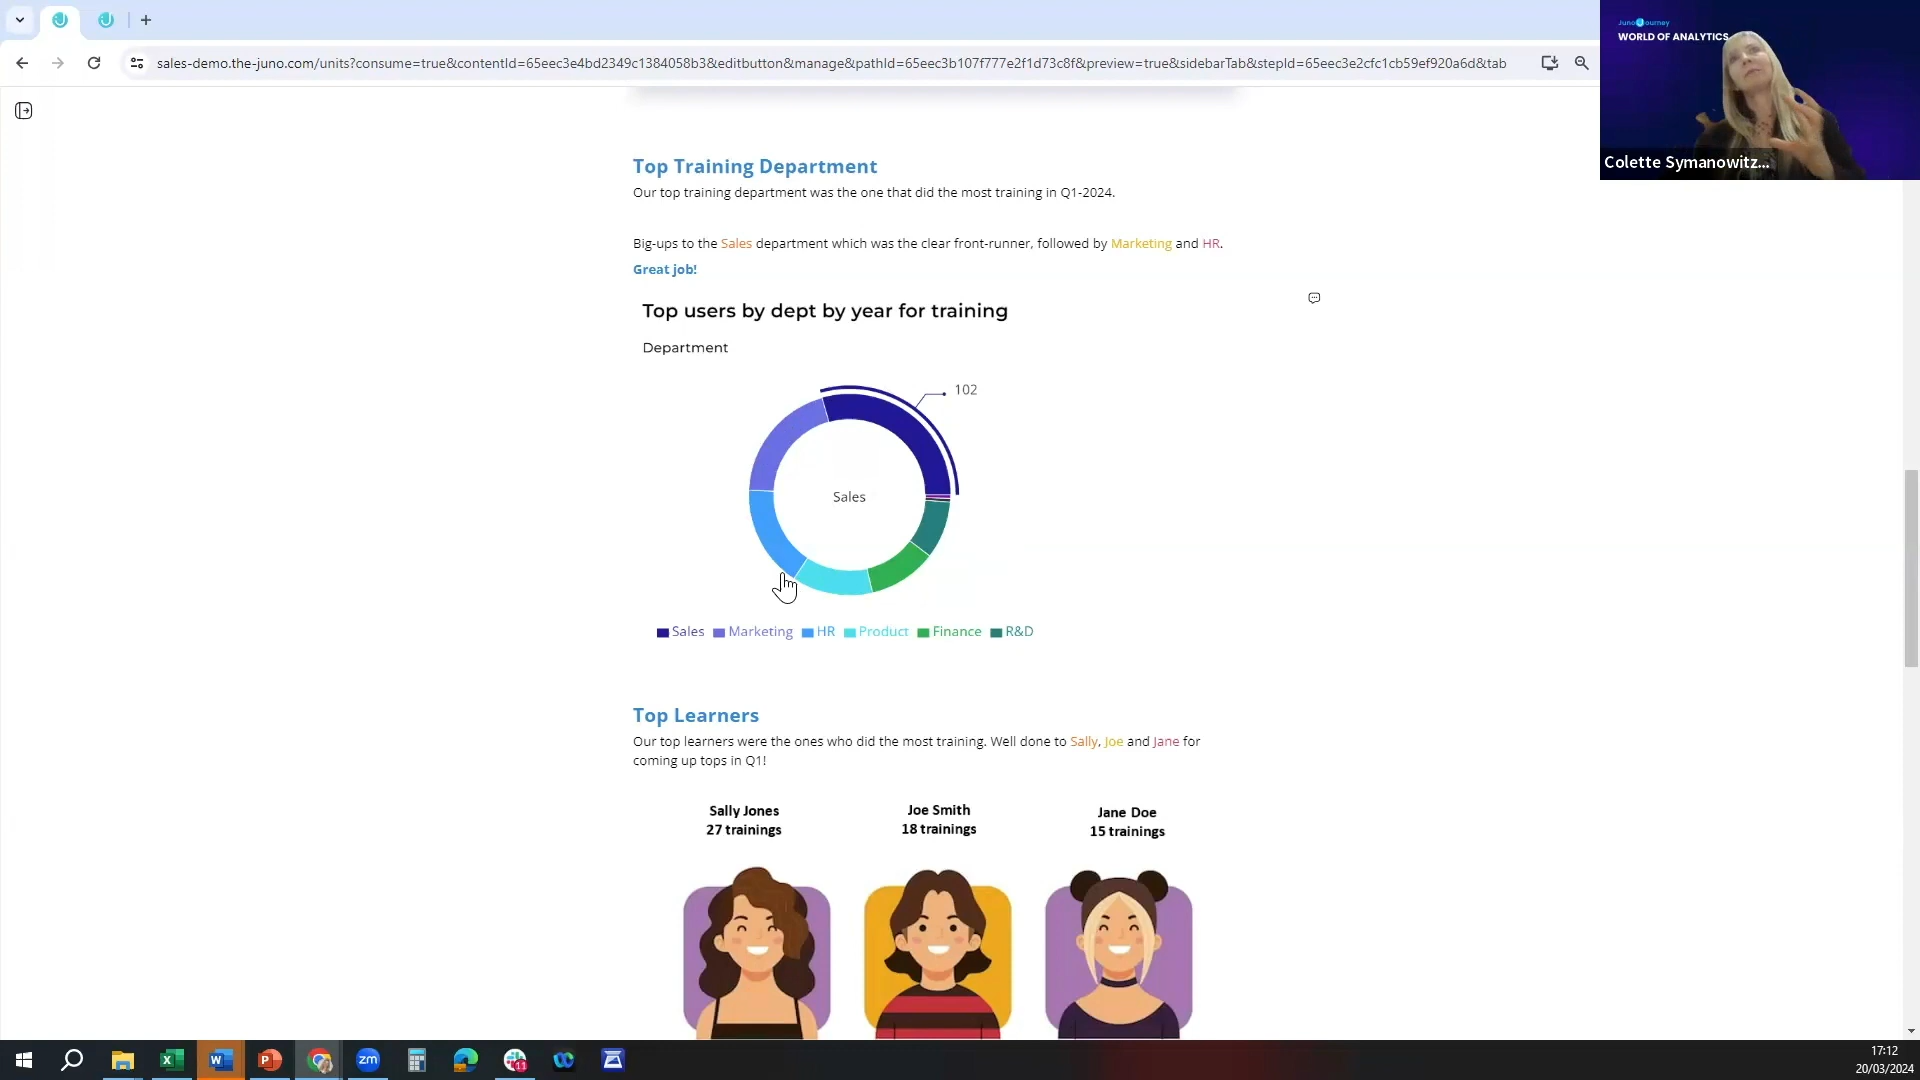 sales-demo.the-juno.com/units?consume=true&contentId=65eec3e4bd2349c1384058b3&editbutton&manage&pathId=65eec3b107f777e2f1d73c8f&preview=true&sidebarTab&stepId=65eec3e2cfc1cb59ef920a6d&tab
JunoJourney
WORLD OF ANALYTICS
Colette Symanowitz...
Top Training Department
Our top training department was the one that did the most training in Q1-2024.
Big-ups to the Sales department which was the clear front-runner, followed by Marketing and HR.
Great job!
Top users by dept by year for training
Department
102
Sales
Sales Marketing HR Product Finance R&D
Top Learners
Our top learners were the ones who did the most training. Well done to Sally, Joe and Jane for
coming up tops in Q1!
Sally Jones
27 trainings
Joe Smith
18 trainings
Jane Doe
15 trainings
zm
11
17:12
20/03/2024